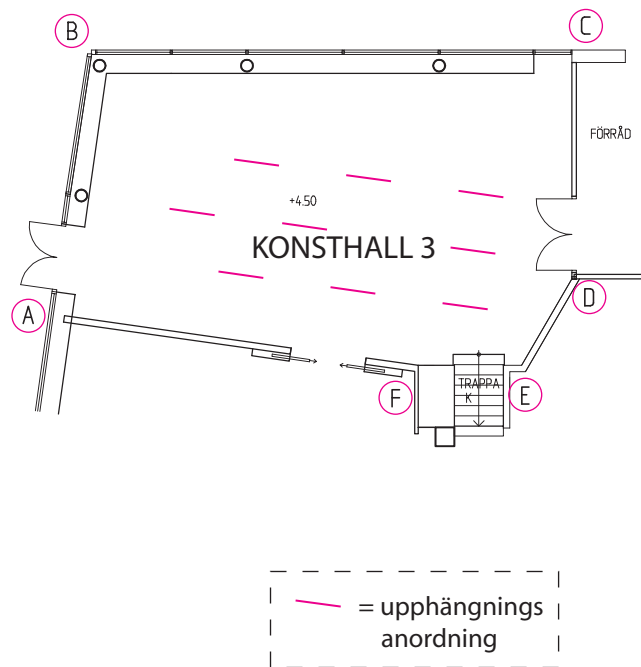 B
C
FÖRRÅD
+4.50
KONSTHALL 3
A
D
TRAPPA
K
F
E
= upphängnings
anordning